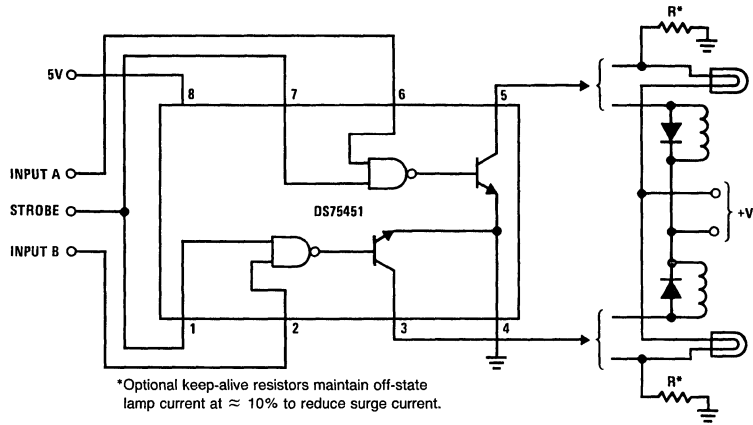 R*
5V
8
7
6
5
INPUT A
STROBE
INPUT B
DS75451
+V
1
2
3
4
R*
*Optional keep-alive resistors maintain off-state
lamp current at ≈ 10% to reduce surge current.